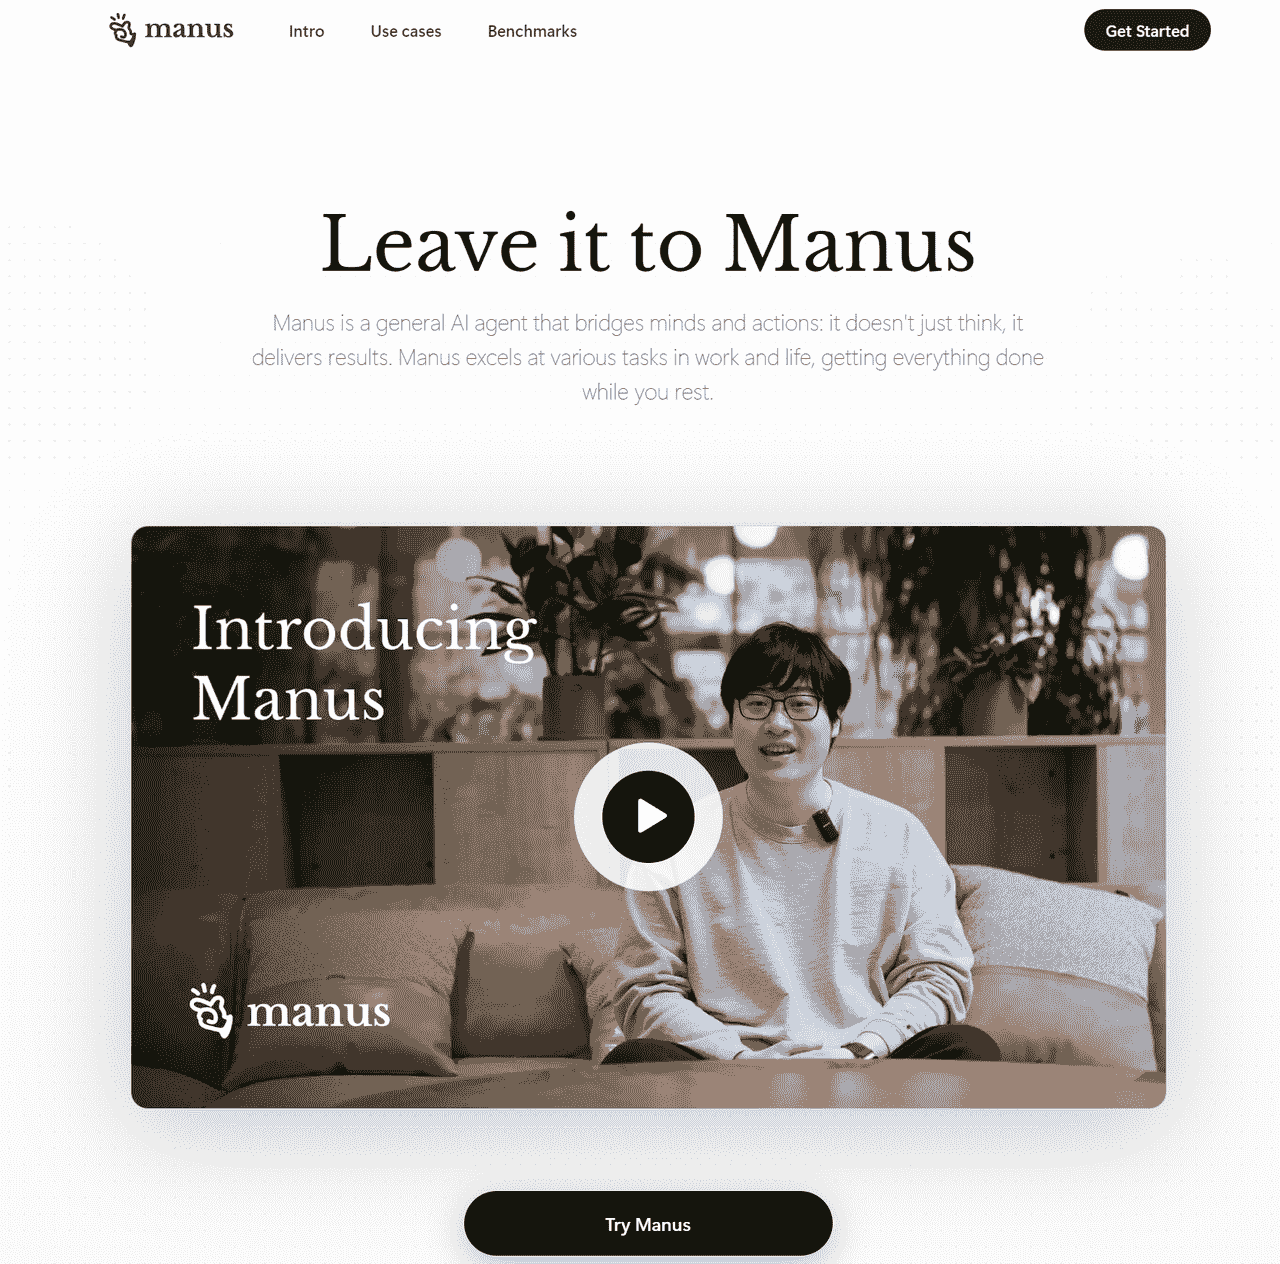 manus
Intro
Use cases
Benchmarks
Get Started
Leave it to Manus
Manus is a general AI agent that bridges minds and actions: it doesn't just think, it
delivers results. Manus excels at various tasks in work and life, getting everything done
while you rest.
Introducing
Manus
manus
Try Manus